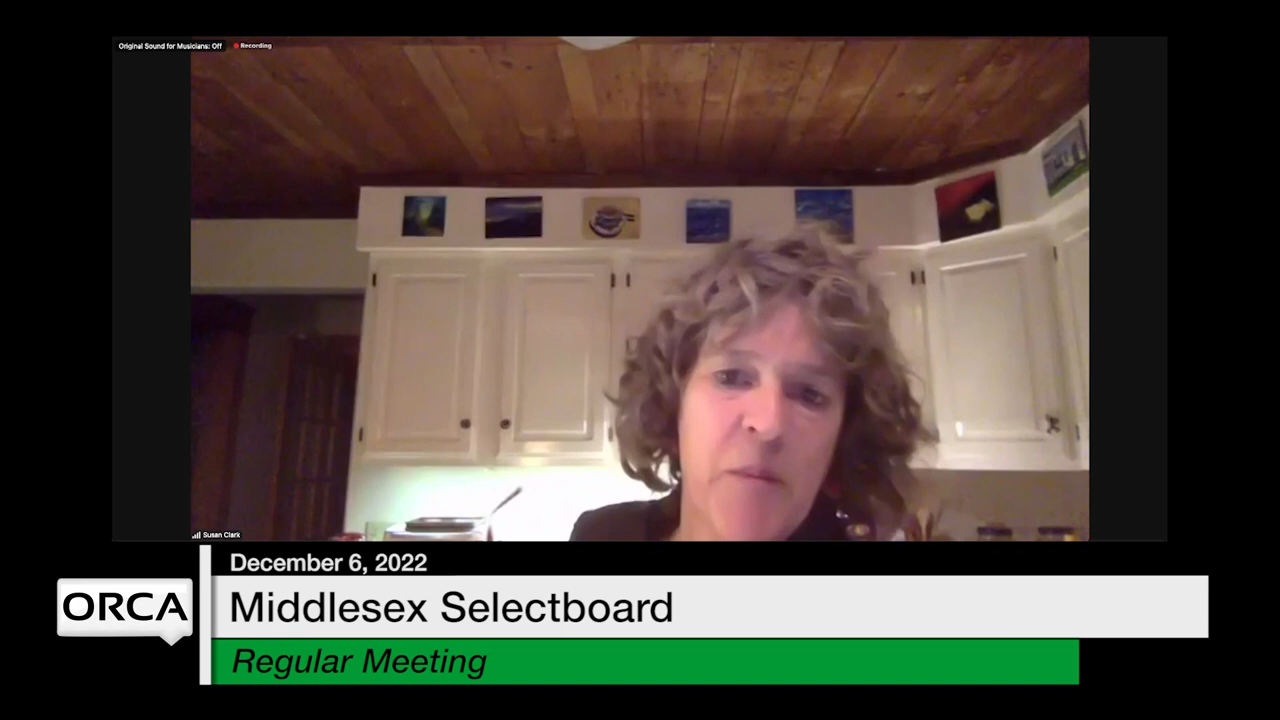 Original Sound for Musicians: Off Recording
Susan Clark
December 6, 2022
ORCA
Middlesex Selectboard
Regular Meeting